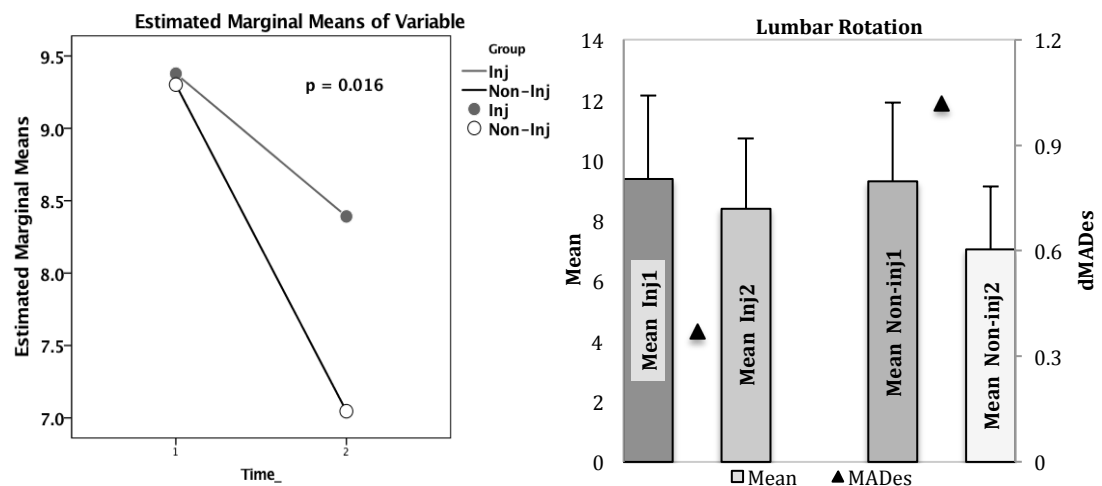 Estimated Marginal Means of Variable
Estimated Marginal Means
9.5
9.0
8.5
8.0
7.5
7.0
1
2
Time_
p = 0.016
Group
Inj
Non-Inj
Inj
Non-Inj
Lumbar Rotation
Mean
14
12
10
8
6
4
2
0
Mean Inj1
Mean Inj2
Mean Non-inj1
Mean Non-inj2
1.2
0.9
0.6
0.3
0
dMADes
Mean
MADes